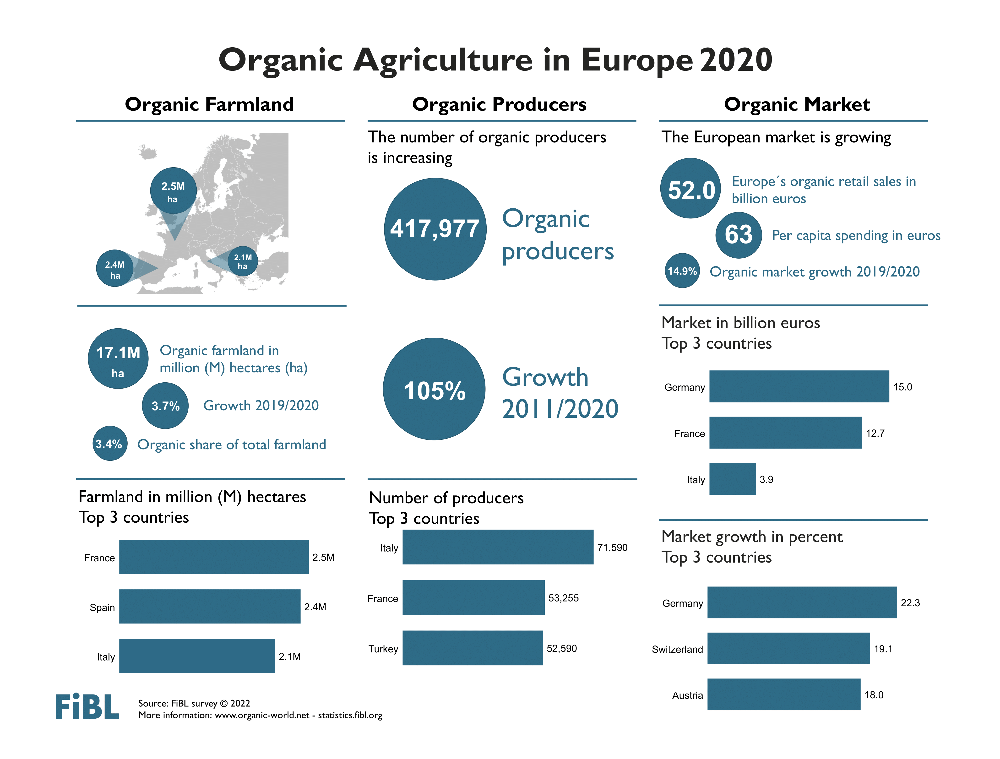 Organic Agriculture in Europe 2020
Organic Farmland
2.5M
ha
2.4M
ha
2.1M
ha
17.1M
ha
Organic farmland in
million (M) hectares (ha)
3.7%
Growth 2019/2020
3.4%
Organic share of total farmland
Farmland in million (M) hectares
Top 3 countries
France 2.5M
Spain 2.4M
Italy 2.1M
Organic Producers
The number of organic producers
is increasing
417,977
Organic
producers
105%
Growth
2011/2020
Number of producers
Top 3 countries
Italy 71,590
France 53,255
Turkey 52,590
Organic Market
The European market is growing
52.0
Europe´s organic retail sales in
billion euros
63
Per capita spending in euros
14.9%
Organic market growth 2019/2020
Market in billion euros
Top 3 countries
Germany 15.0
France 12.7
Italy 3.9
Market growth in percent
Top 3 countries
Germany 22.3
Switzerland 19.1
Austria 18.0
FiBL
Source: FiBL survey © 2022
More information: www.organic-world.net - statistics.fibl.org